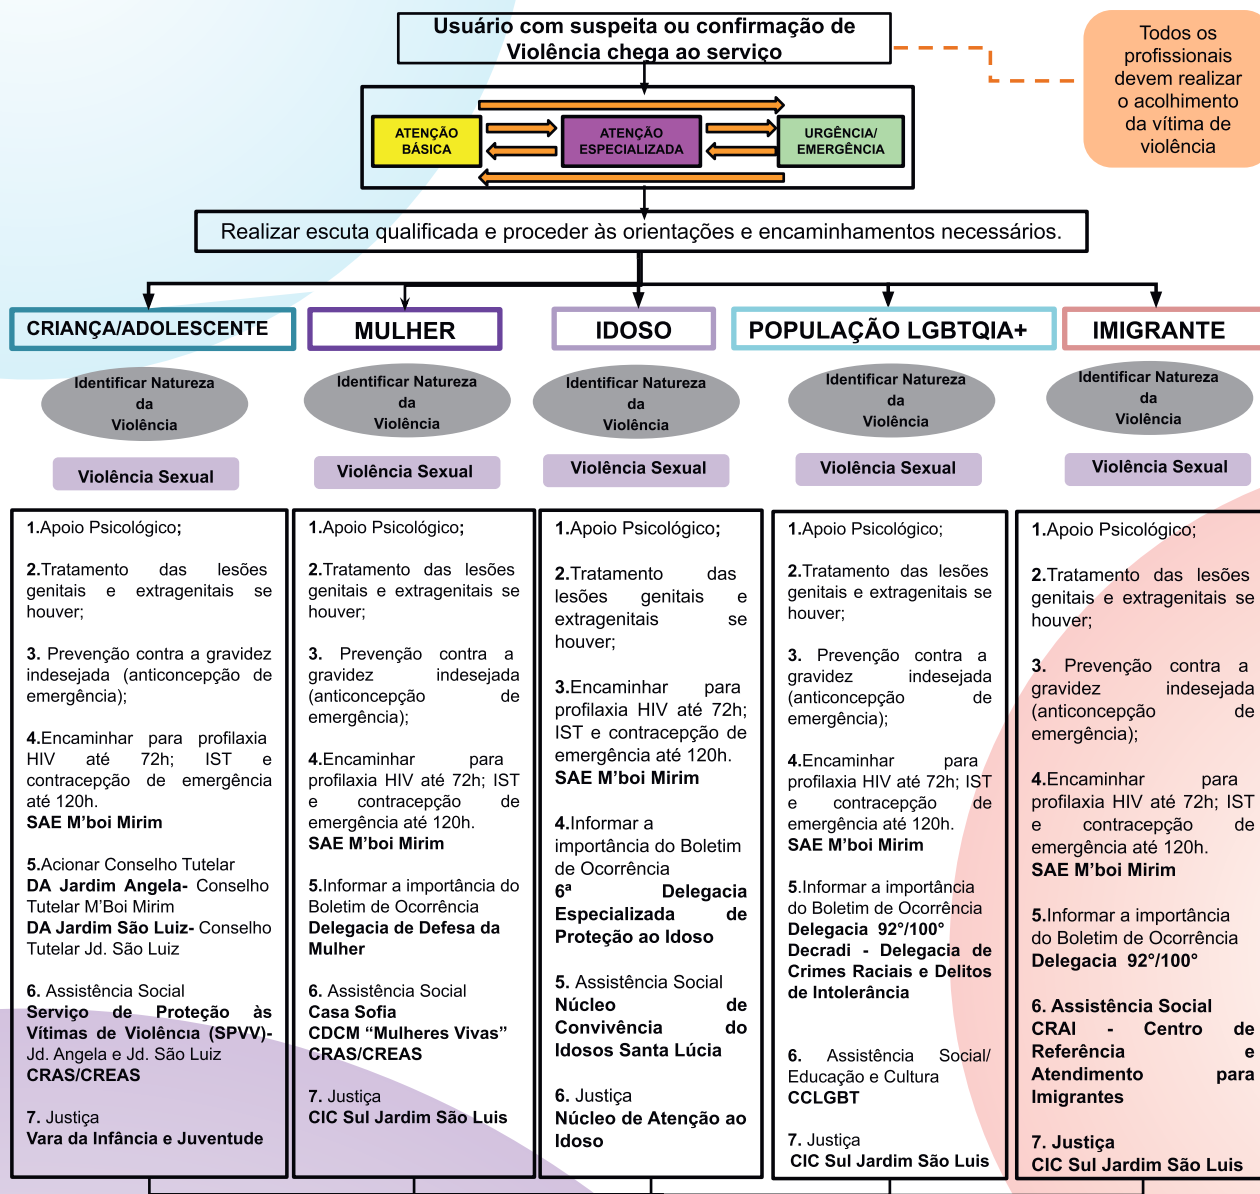 Usuário com suspeita ou confirmação de
Violência chega ao serviço
Todos os
profissionais
devem realizar
o acolhimento
da vítima de
violência
ATENÇÃO
BÁSICA
ATENÇÃO
ESPECIALIZADA
URGÊNCIA/
EMERGÊNCIA
Realizar escuta qualificada e proceder às orientações e encaminhamentos necessários.
CRIANÇA/ADOLESCENTE
Identificar Natureza
da
Violência
Violência Sexual
1.Apoio Psicológico;
2.Tratamento das lesões
genitais e extragenitais se
houver;
3. Prevenção contra a gravidez
indesejada (anticoncepção de
emergência);
4.Encaminhar para profilaxia
HIV até 72h; IST e
contracepção de emergência
até 120h.
SAE M’boi Mirim
5.Acionar Conselho Tutelar
DA Jardim Angela- Conselho
Tutelar M’Boi Mirim
DA Jardim São Luiz- Conselho
Tutelar Jd. São Luiz
6. Assistência Social
Serviço de Proteção às
Vítimas de Violência (SPVV)-
Jd. Angela e Jd. São Luiz
CRAS/CREAS
7. Justiça
Vara da Infância e Juventude
MULHER
Identificar Natureza
da
Violência
Violência Sexual
1.Apoio Psicológico;
2.Tratamento das lesões
genitais e extragenitais se
houver;
3. Prevenção contra a
gravidez indesejada
(anticoncepção de
emergência);
4.Encaminhar para
profilaxia HIV até 72h; IST
e contracepção de
emergência até 120h.
SAE M’boi Mirim
5.Informar a importância do
Boletim de Ocorrência
Delegacia de Defesa da
Mulher
6. Assistência Social
Casa Sofia
CDCM “Mulheres Vivas”
CRAS/CREAS
7. Justiça
CIC Sul Jardim São Luis
IDOSO
Identificar Natureza
da
Violência
Violência Sexual
1.Apoio Psicológico;
2.Tratamento das
lesões genitais e
extragenitais se
houver;
3.Encaminhar para
profilaxia HIV até 72h;
IST e contracepção de
emergência até 120h.
SAE M’boi Mirim
4.Informar a
importância do Boletim
de Ocorrência
6ª Delegacia
Especializada de
Proteção ao Idoso
5. Assistência Social
Núcleo de
Convivência do
Idosos Santa Lúcia
6. Justiça
Núcleo de Atenção ao
Idoso
POPULAÇÃO LGBTQIA+
Identificar Natureza
da
Violência
Violência Sexual
1.Apoio Psicológico;
2.Tratamento das lesões
genitais e extragenitais se
houver;
3. Prevenção contra a
gravidez indesejada
(anticoncepção de
emergência);
4.Encaminhar para
profilaxia HIV até 72h; IST
e contracepção de
emergência até 120h.
SAE M’boi Mirim
5.Informar a importância
do Boletim de Ocorrência
Delegacia 92°/100°
Decradi - Delegacia de
Crimes Raciais e Delitos
de Intolerância
6. Assistência Social/
Educação e Cultura
CCLGBT
7. Justiça
CIC Sul Jardim São Luis
IMIGRANTE
Identificar Natureza
da
Violência
Violência Sexual
1.Apoio Psicológico;
2.Tratamento das lesões
genitais e extragenitais se
houver;
3. Prevenção contra a
gravidez indesejada
(anticoncepção de
emergência);
4.Encaminhar para
profilaxia HIV até 72h; IST
e contracepção de
emergência até 120h.
SAE M’boi Mirim
5.Informar a importância
do Boletim de Ocorrência
Delegacia 92°/100°
6. Assistência Social
CRAI - Centro de
Referência e
Atendimento para
Imigrantes
7. Justiça
CIC Sul Jardim São Luis